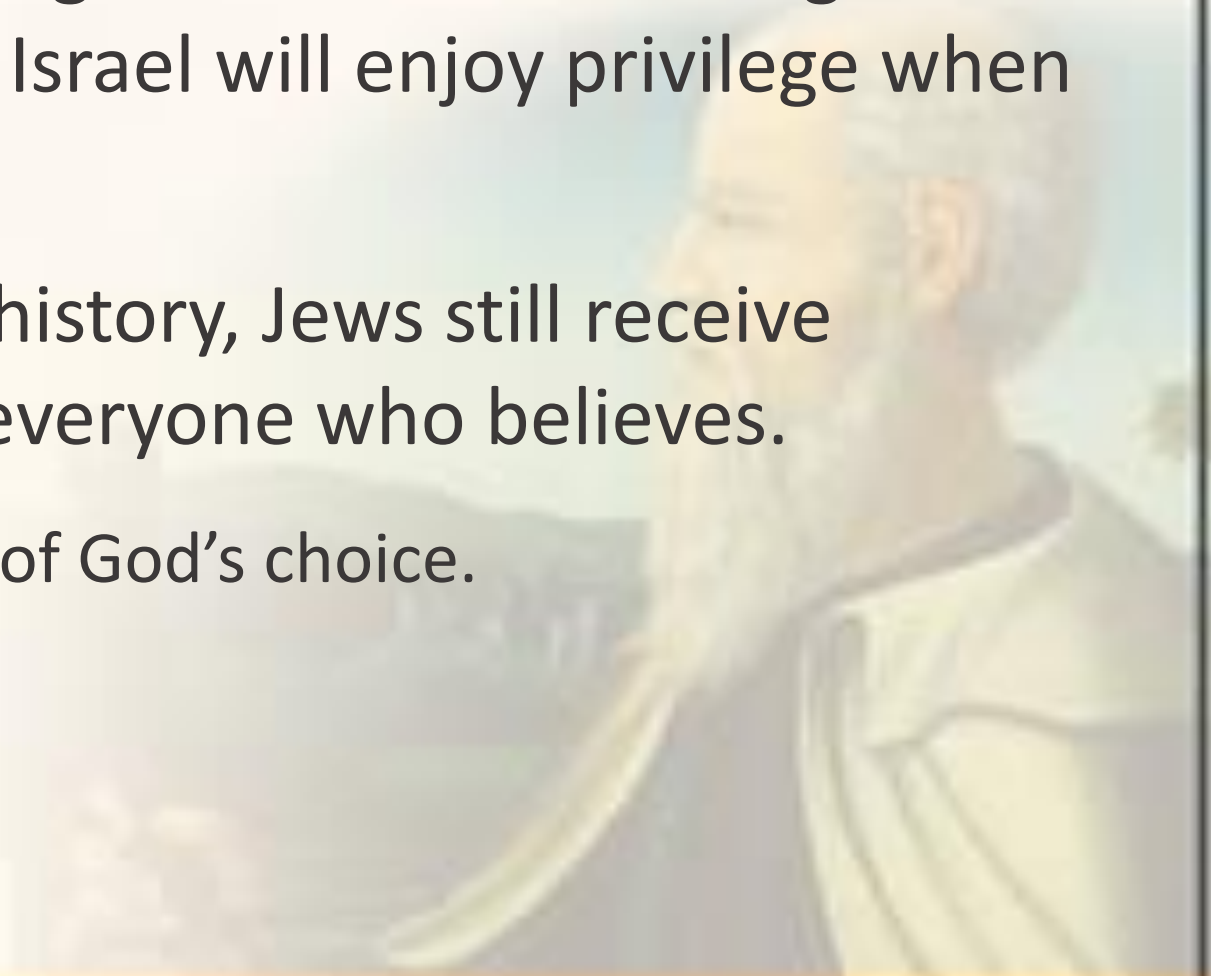 Israel will enjoy privilege when
history, Jews still receive
everyone who believes.
of God’s choice.